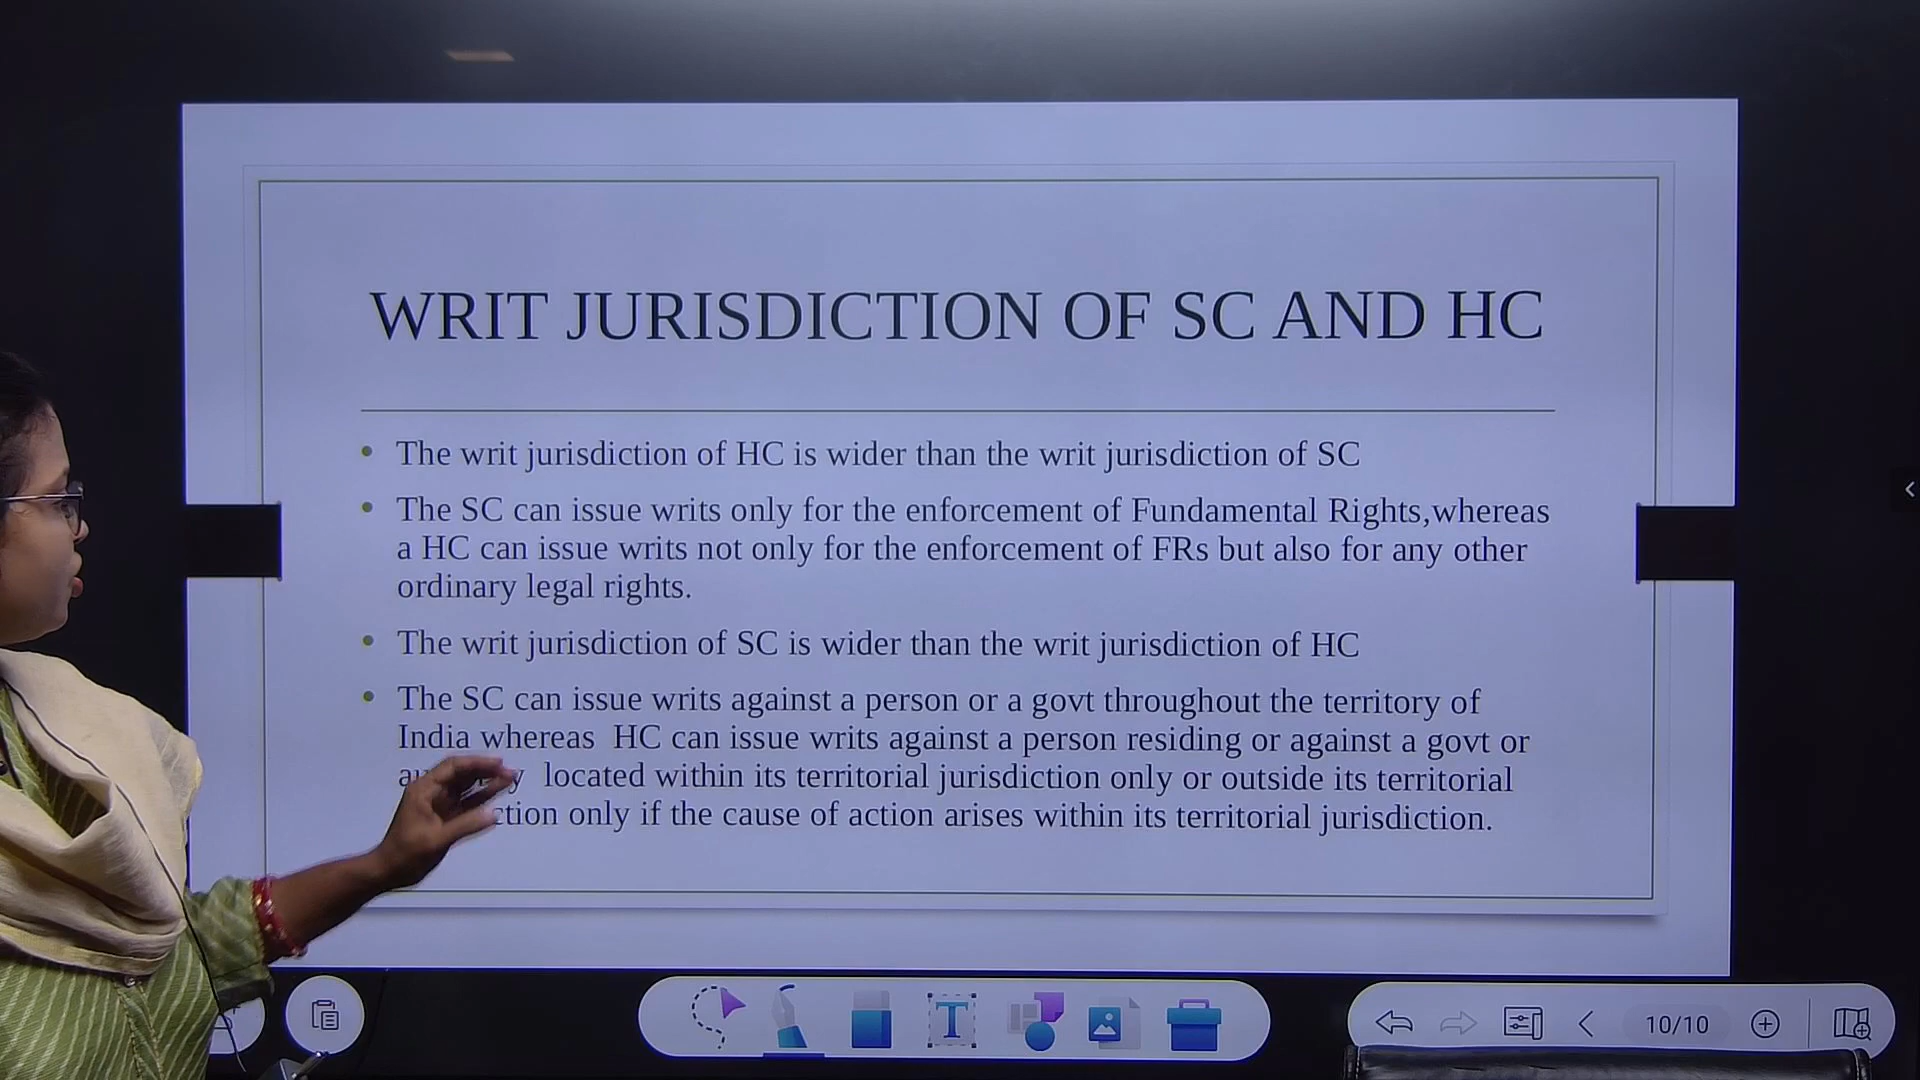 WRIT JURISDICTION OF SC AND HC
• The writ jurisdiction of HC is wider than the writ jurisdiction of SC
• The SC can issue writs only for the enforcement of Fundamental Rights,whereas
a HC can issue writs not only for the enforcement of FRs but also for any other
ordinary legal rights.
• The writ jurisdiction of SC is wider than the writ jurisdiction of HC
• The SC can issue writs against a person or a govt throughout the territory of
India whereas HC can issue writs against a person residing or against a govt or
located within its territorial jurisdiction only or outside its territorial
only if the cause of action arises within its territorial jurisdiction.
T
10/10